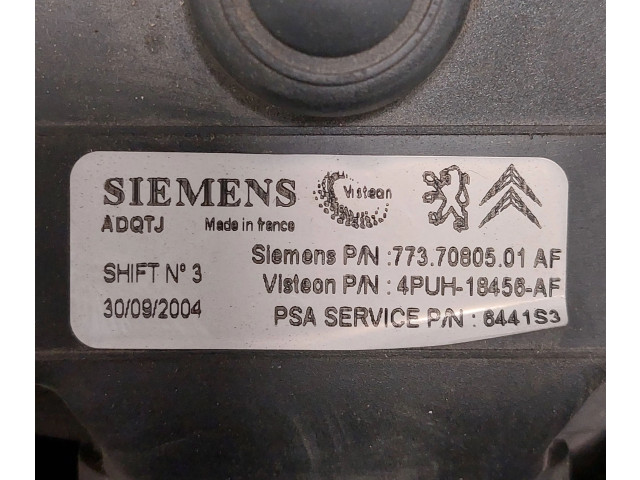 SIEMENS Visteon
ADQTJ Made in france
Siemens P/N :773.70805.01 AF
SHIFT N° 3
Visteon P/N : 4PUH-18456-AF
30/09/2004
PSA SERVICE P/N : 6441S3